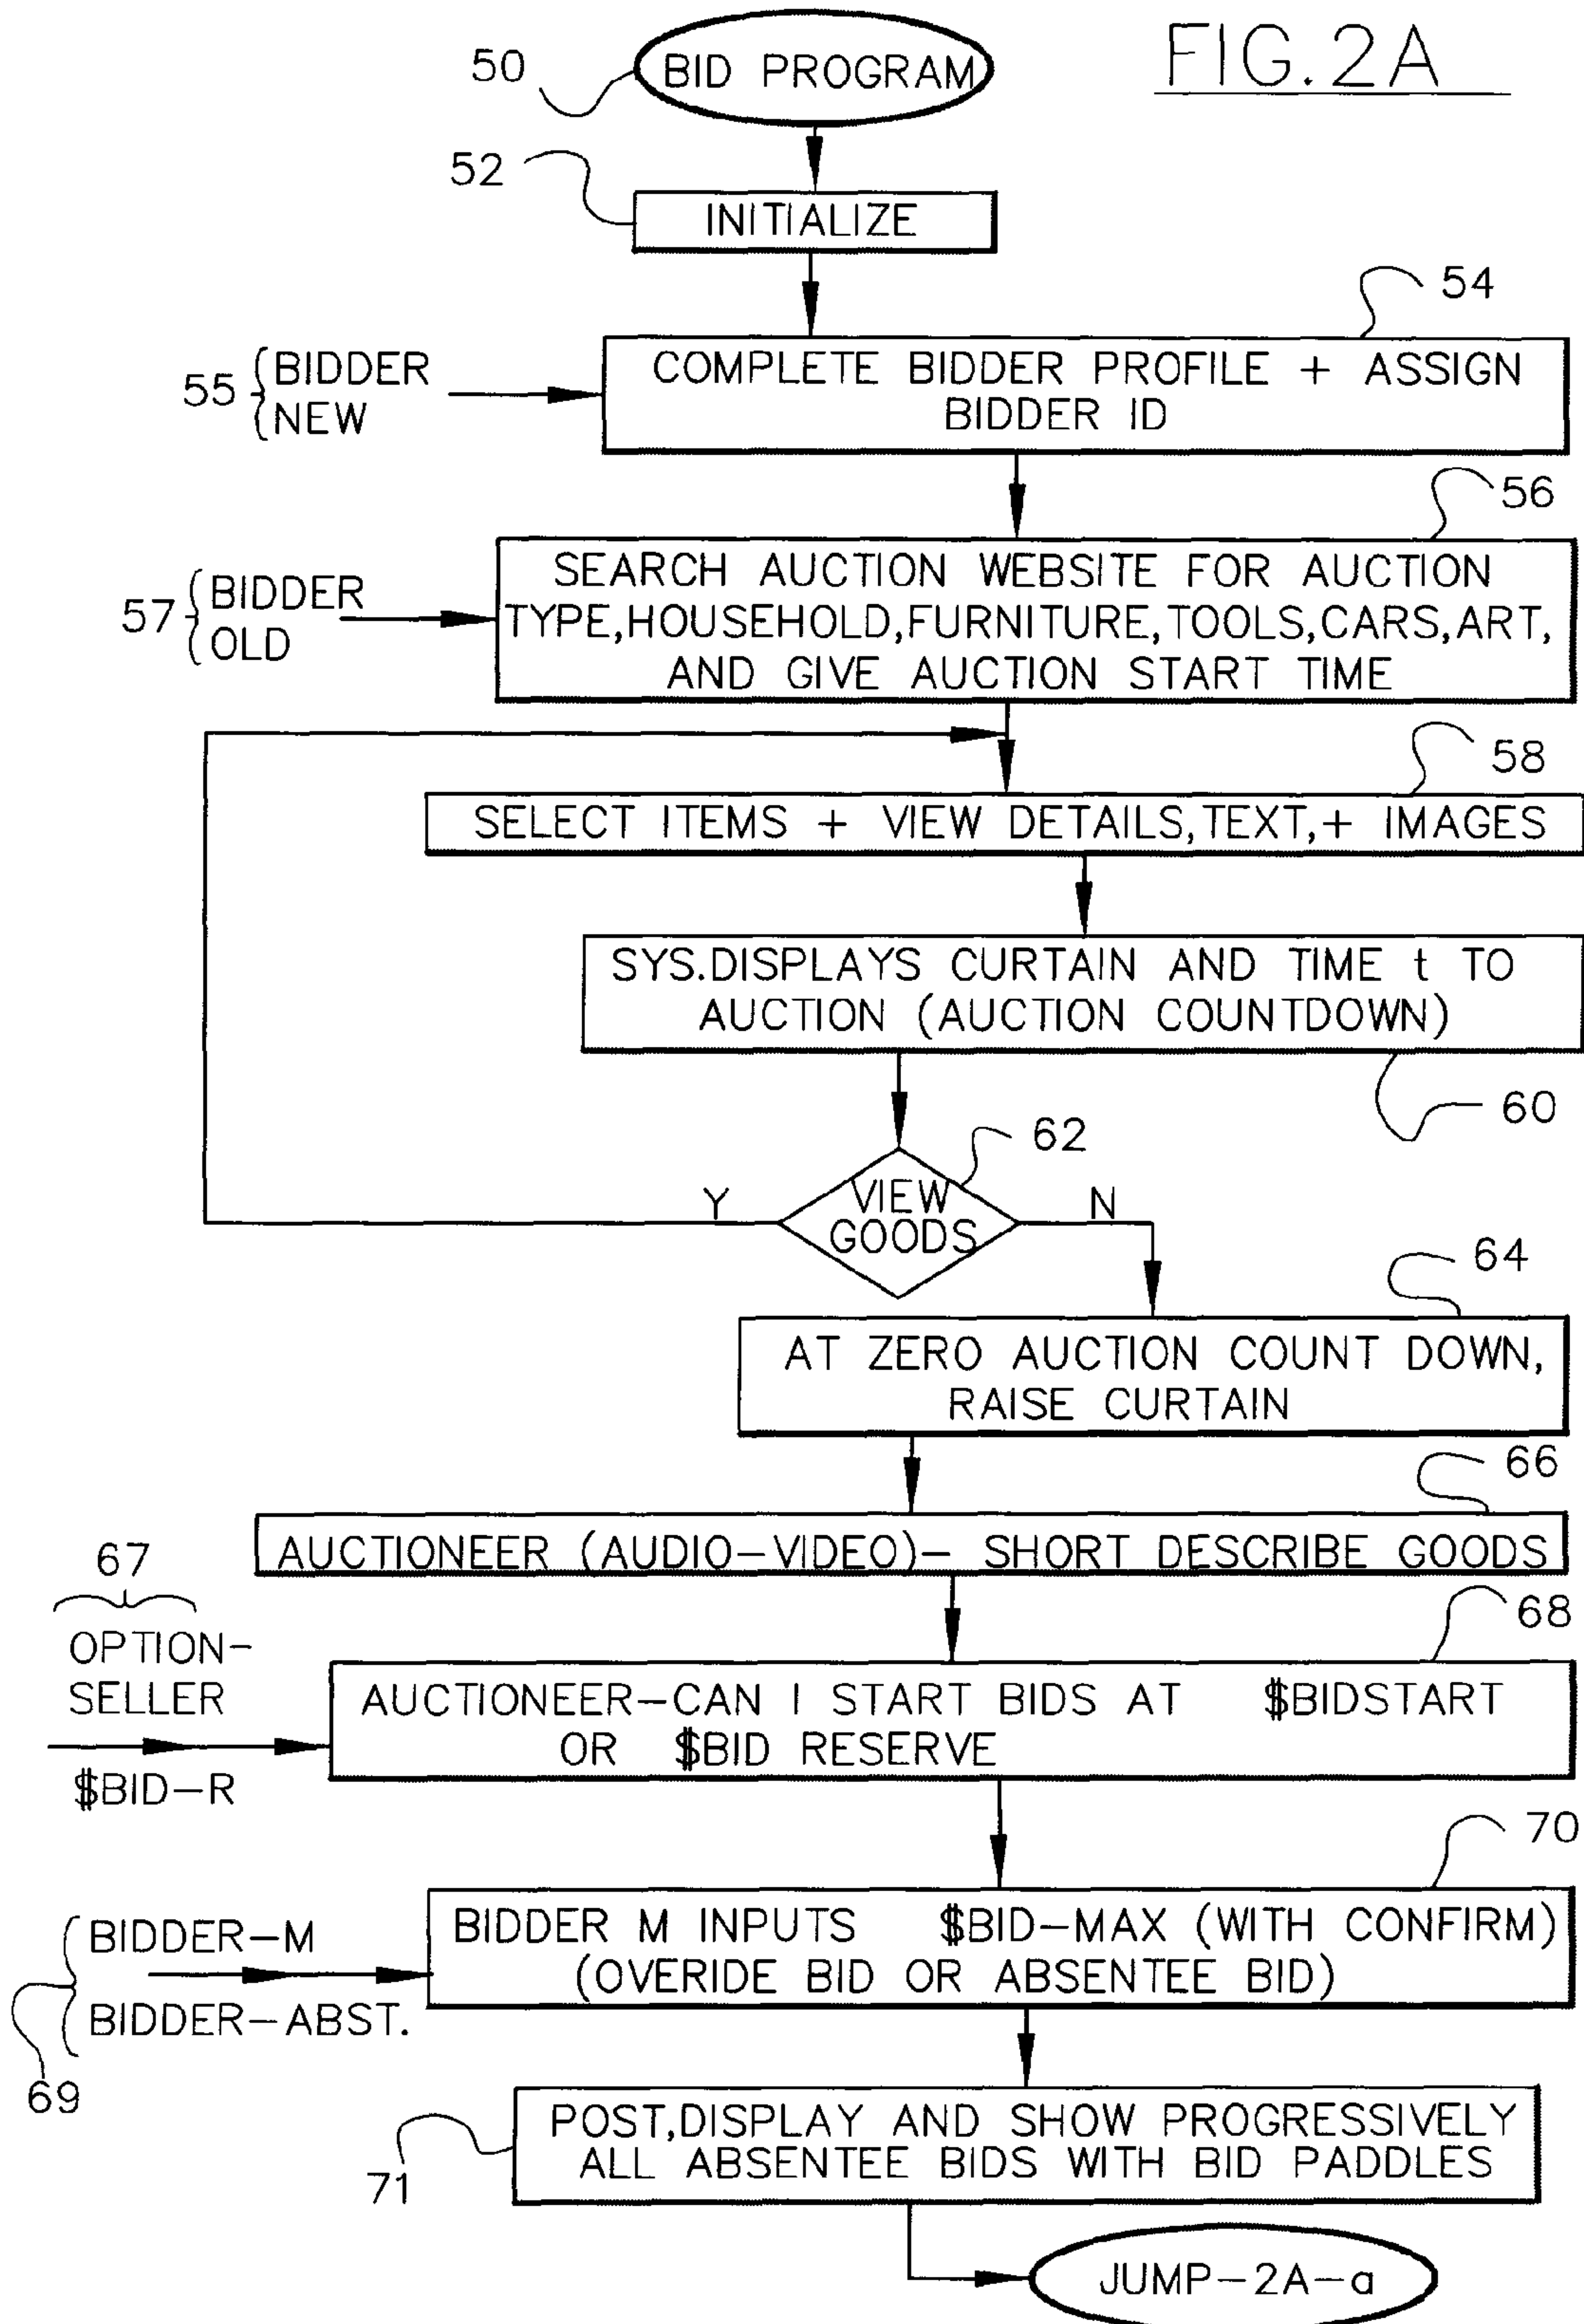 FIG.2A
50
BID PROGRAM
52
INITIALIZE
54
55
BIDDER
NEW
COMPLETE BIDDER PROFILE + ASSIGN
BIDDER ID
56
57
BIDDER
OLD
SEARCH AUCTION WEBSITE FOR AUCTION
TYPE,HOUSEHOLD,FURNITURE,TOOLS,CARS,ART,
AND GIVE AUCTION START TIME
58
SELECT ITEMS + VIEW DETAILS,TEXT,+ IMAGES
SYS.DISPLAYS CURTAIN AND TIME t TO
AUCTION (AUCTION COUNTDOWN)
60
62
Y
VIEW
GOODS
N
64
AT ZERO AUCTION COUNT DOWN,
RAISE CURTAIN
66
AUCTIONEER (AUDIO-VIDEO)- SHORT DESCRIBE GOODS
67
OPTION-
SELLER
$BID-R
68
AUCTIONEER-CAN I START BIDS AT $BIDSTART
OR $BID RESERVE
70
BIDDER-M
BIDDER-ABST.
69
BIDDER M INPUTS $BID-MAX (WITH CONFIRM)
(OVERIDE BID OR ABSENTEE BID)
71
POST,DISPLAY AND SHOW PROGRESSIVELY
ALL ABSENTEE BIDS WITH BID PADDLES
JUMP-2A-a